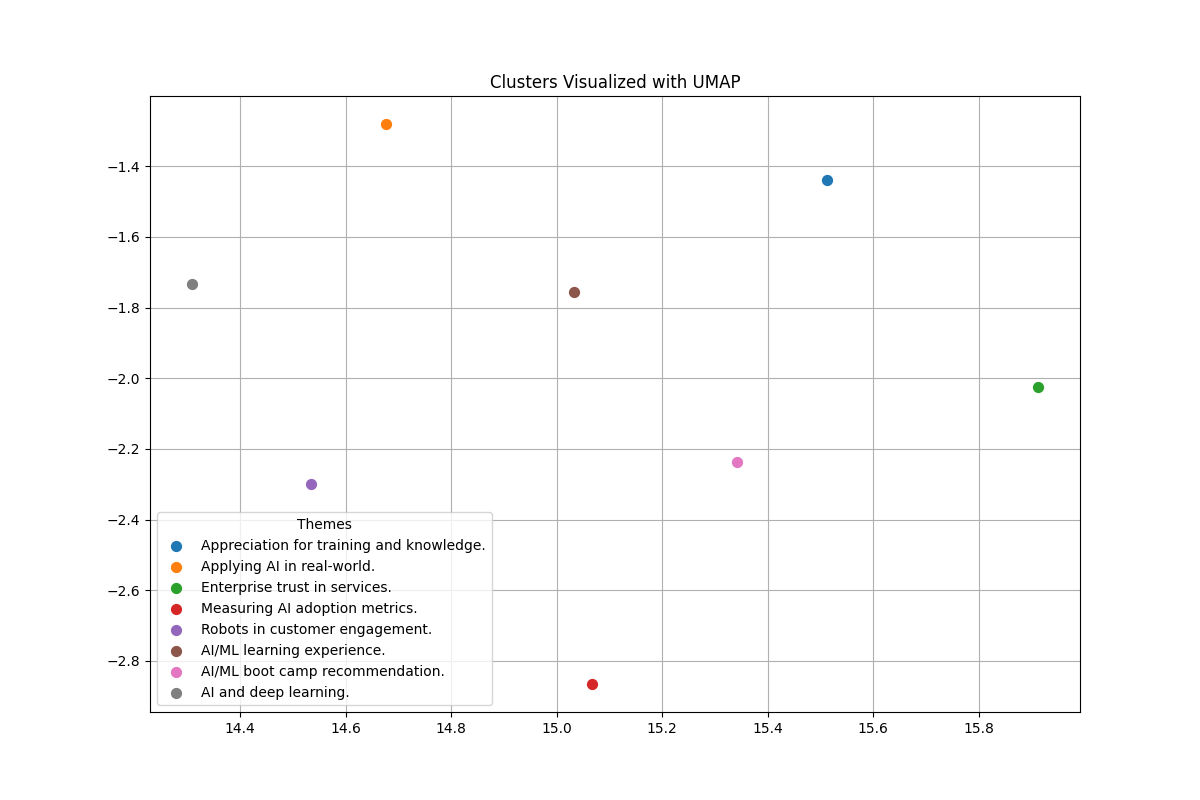 Clusters Visualized with UMAP
−1.4
−1.6
−1.8
−2.0
−2.2
−2.4
−2.6
−2.8
Themes
Appreciation for training and knowledge.
Applying AI in real-world.
Enterprise trust in services.
Measuring AI adoption metrics.
Robots in customer engagement.
AI/ML learning experience.
AI/ML boot camp recommendation.
AI and deep learning.
14.4 14.6 14.8 15.0 15.2 15.4 15.6 15.8